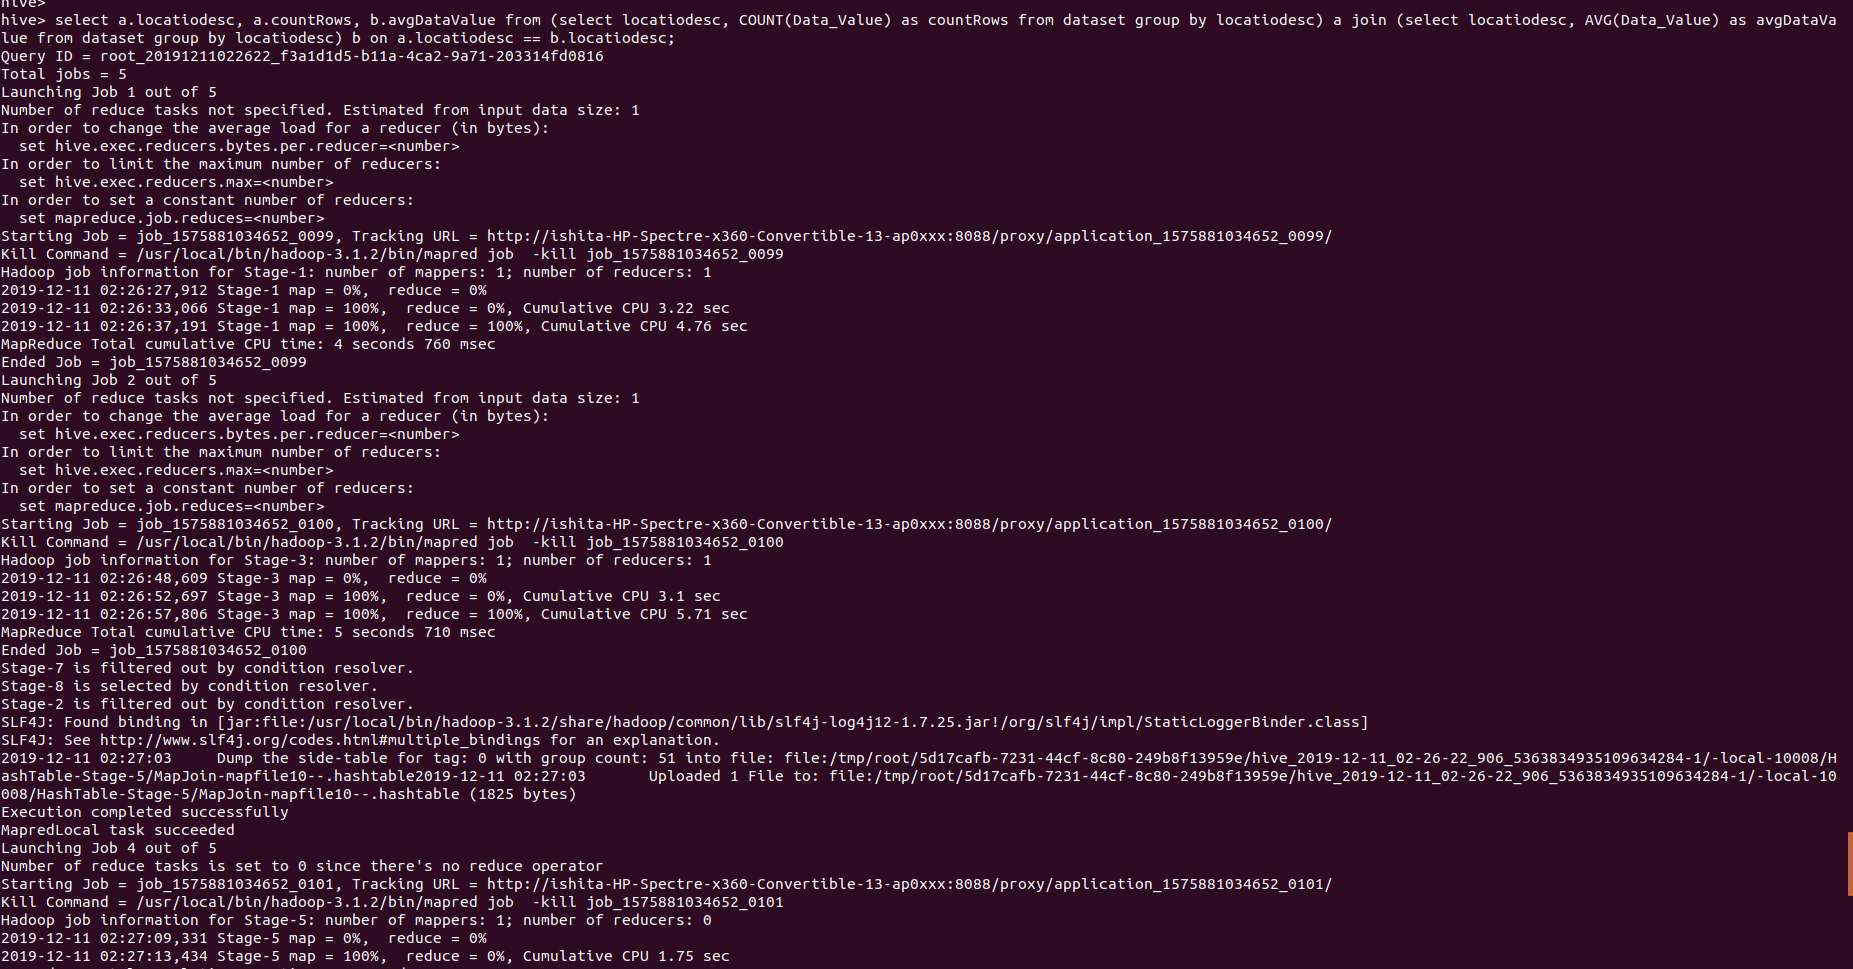 hive>
hive> select a.locatiodesc, a.countRows, b.avgDataValue from (select locatiodesc, COUNT(Data_Value) as countRows from dataset group by locatiodesc) a join (select locatiodesc, AVG(Data_Value) as avgDataVa
lue from dataset group by locatiodesc) b on a.locatiodesc == b.locatiodesc;
Query ID = root_20191211022622_f3a1d1d5-b11a-4ca2-9a71-203314fd0816
Total jobs = 5
Launching Job 1 out of 5
Number of reduce tasks not specified. Estimated from input data size: 1
In order to change the average load for a reducer (in bytes):
  set hive.exec.reducers.bytes.per.reducer=<number>
In order to limit the maximum number of reducers:
  set hive.exec.reducers.max=<number>
In order to set a constant number of reducers:
  set mapreduce.job.reduces=<number>
Starting Job = job_1575881034652_0099, Tracking URL = http://ishita-HP-Spectre-x360-Convertible-13-ap0xxx:8088/proxy/application_1575881034652_0099/
Kill Command = /usr/local/bin/hadoop-3.1.2/bin/mapred job  -kill job_1575881034652_0099
Hadoop job information for Stage-1: number of mappers: 1; number of reducers: 1
2019-12-11 02:26:27,912 Stage-1 map = 0%,  reduce = 0%
2019-12-11 02:26:33,066 Stage-1 map = 100%,  reduce = 0%, Cumulative CPU 3.22 sec
2019-12-11 02:26:37,191 Stage-1 map = 100%,  reduce = 100%, Cumulative CPU 4.76 sec
MapReduce Total cumulative CPU time: 4 seconds 760 msec
Ended Job = job_1575881034652_0099
Launching Job 2 out of 5
Number of reduce tasks not specified. Estimated from input data size: 1
In order to change the average load for a reducer (in bytes):
  set hive.exec.reducers.bytes.per.reducer=<number>
In order to limit the maximum number of reducers:
  set hive.exec.reducers.max=<number>
In order to set a constant number of reducers:
  set mapreduce.job.reduces=<number>
Starting Job = job_1575881034652_0100, Tracking URL = http://ishita-HP-Spectre-x360-Convertible-13-ap0xxx:8088/proxy/application_1575881034652_0100/
Kill Command = /usr/local/bin/hadoop-3.1.2/bin/mapred job  -kill job_1575881034652_0100
Hadoop job information for Stage-3: number of mappers: 1; number of reducers: 1
2019-12-11 02:26:48,609 Stage-3 map = 0%,  reduce = 0%
2019-12-11 02:26:52,697 Stage-3 map = 100%,  reduce = 0%, Cumulative CPU 3.1 sec
2019-12-11 02:26:57,806 Stage-3 map = 100%,  reduce = 100%, Cumulative CPU 5.71 sec
MapReduce Total cumulative CPU time: 5 seconds 710 msec
Ended Job = job_1575881034652_0100
Stage-7 is filtered out by condition resolver.
Stage-8 is selected by condition resolver.
Stage-2 is filtered out by condition resolver.
SLF4J: Found binding in [jar:file:/usr/local/bin/hadoop-3.1.2/share/hadoop/common/lib/slf4j-log4j12-1.7.25.jar!/org/slf4j/impl/StaticLoggerBinder.class]
SLF4J: See http://www.slf4j.org/codes.html#multiple_bindings for an explanation.
2019-12-11 02:27:03     Dump the side-table for tag: 0 with group count: 51 into file: file:/tmp/root/5d17cafb-7231-44cf-8c80-249b8f13959e/hive_2019-12-11_02-26-22_906_5363834935109634284-1/-local-10008/H
ashTable-Stage-5/MapJoin-mapfile10--.hashtable2019-12-11 02:27:03       Uploaded 1 File to: file:/tmp/root/5d17cafb-7231-44cf-8c80-249b8f13959e/hive_2019-12-11_02-26-22_906_5363834935109634284-1/-local-10
008/HashTable-Stage-5/MapJoin-mapfile10--.hashtable (1825 bytes)
Execution completed successfully
MapredLocal task succeeded
Launching Job 4 out of 5
Number of reduce tasks is set to 0 since there's no reduce operator
Starting Job = job_1575881034652_0101, Tracking URL = http://ishita-HP-Spectre-x360-Convertible-13-ap0xxx:8088/proxy/application_1575881034652_0101/
Kill Command = /usr/local/bin/hadoop-3.1.2/bin/mapred job  -kill job_1575881034652_0101
Hadoop job information for Stage-5: number of mappers: 1; number of reducers: 0
2019-12-11 02:27:09,331 Stage-5 map = 0%,  reduce = 0%
2019-12-11 02:27:13,434 Stage-5 map = 100%,  reduce = 0%, Cumulative CPU 1.75 sec